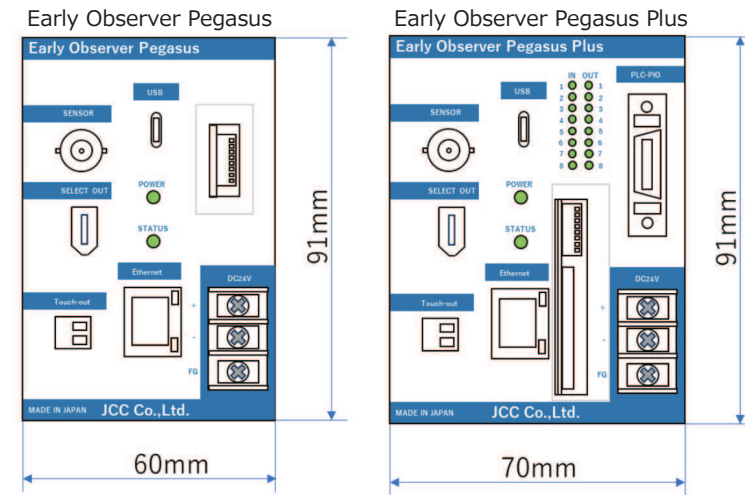 Early Observer Pegasus
Early Observer Pegasus
USB
SENSOR
SELECT OUT
POWER
STATUS
Ethernet
DC24V
Touch-out
+
-
FG
MADE IN JAPAN JCC Co.,Ltd.
91mm
60mm
Early Observer Pegasus Plus
Early Observer Pegasus Plus
IN OUT
PLC-PIO
USB
1 1
2 2
3 3
4 4
5 5
6 6
7 7
8 8
SENSOR
SELECT OUT
POWER
STATUS
Ethernet
DC24V
Touch-out
+
-
FG
MADE IN JAPAN JCC Co.,Ltd.
91mm
70mm